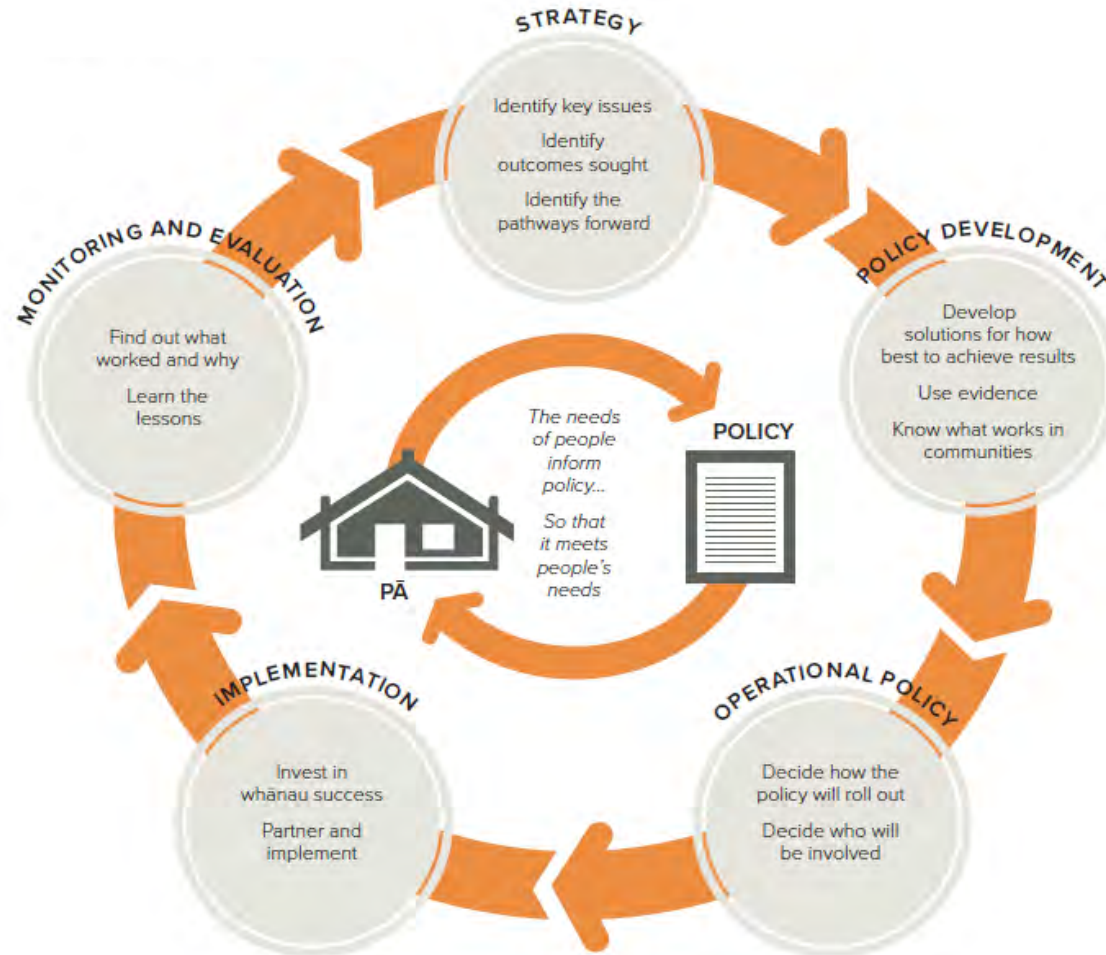 STRATEGY
Identify key issues
Identify
outcomes sought
Identify the
pathways forward
POLICY DEVELOPMENT
Develop
solutions for how
best to achieve results
Use evidence
Know what works in
communities
OPERATIONAL POLICY
Decide how the
policy will roll out
Decide who will
be involved
IMPLEMENTATION
Invest in
whānau success
Partner and
implement
MONITORING AND EVALUATION
Find out what
worked and why
Learn the
lessons
PĀ
The needs
of people
inform
policy...
So that
it meets
people's
needs
POLICY